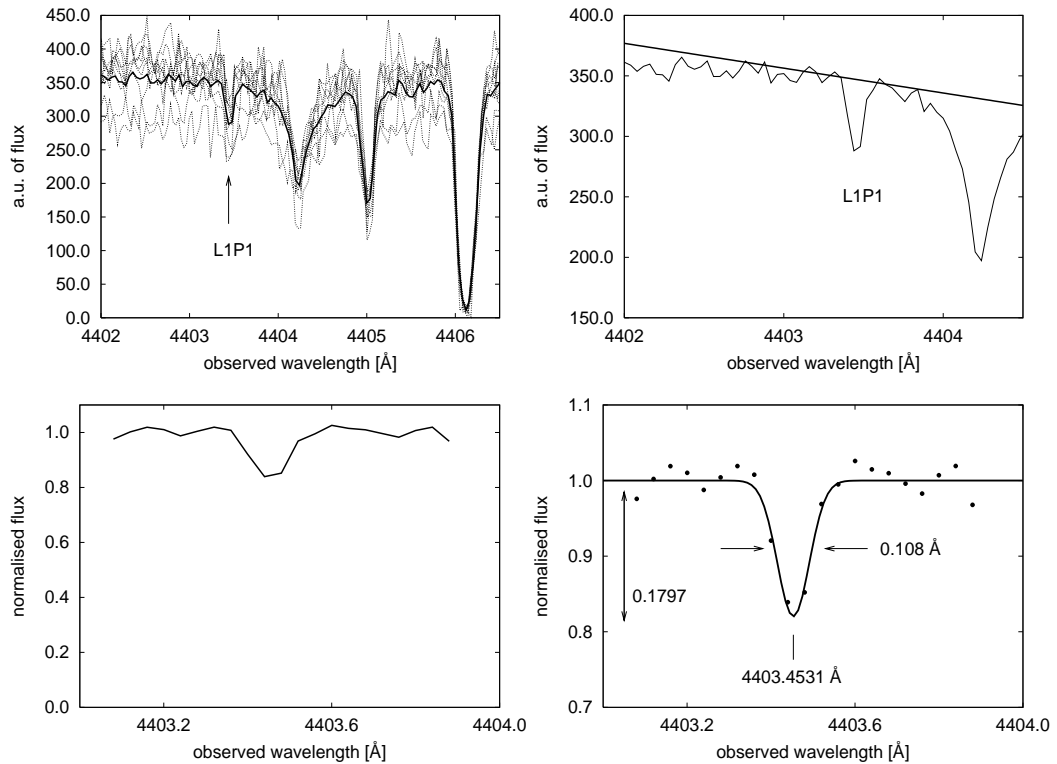 450.0
400.0
350.0
300.0
250.0
200.0
150.0
100.0
50.0
0.0
a.u. of flux
L1P1
4402 4403 4404 4405 4406
observed wavelength [Å]
400.0
350.0
300.0
250.0
200.0
150.0
a.u. of flux
L1P1
4402 4403 4404
observed wavelength [Å]
1.0
0.8
0.6
0.4
0.2
0.0
normalised flux
4403.2 4403.6 4404.0
observed wavelength [Å]
1.1
1.0
0.9
0.8
0.7
normalised flux
0.108 Å
0.1797
4403.4531 Å
4403.2 4403.6 4404.0
observed wavelength [Å]